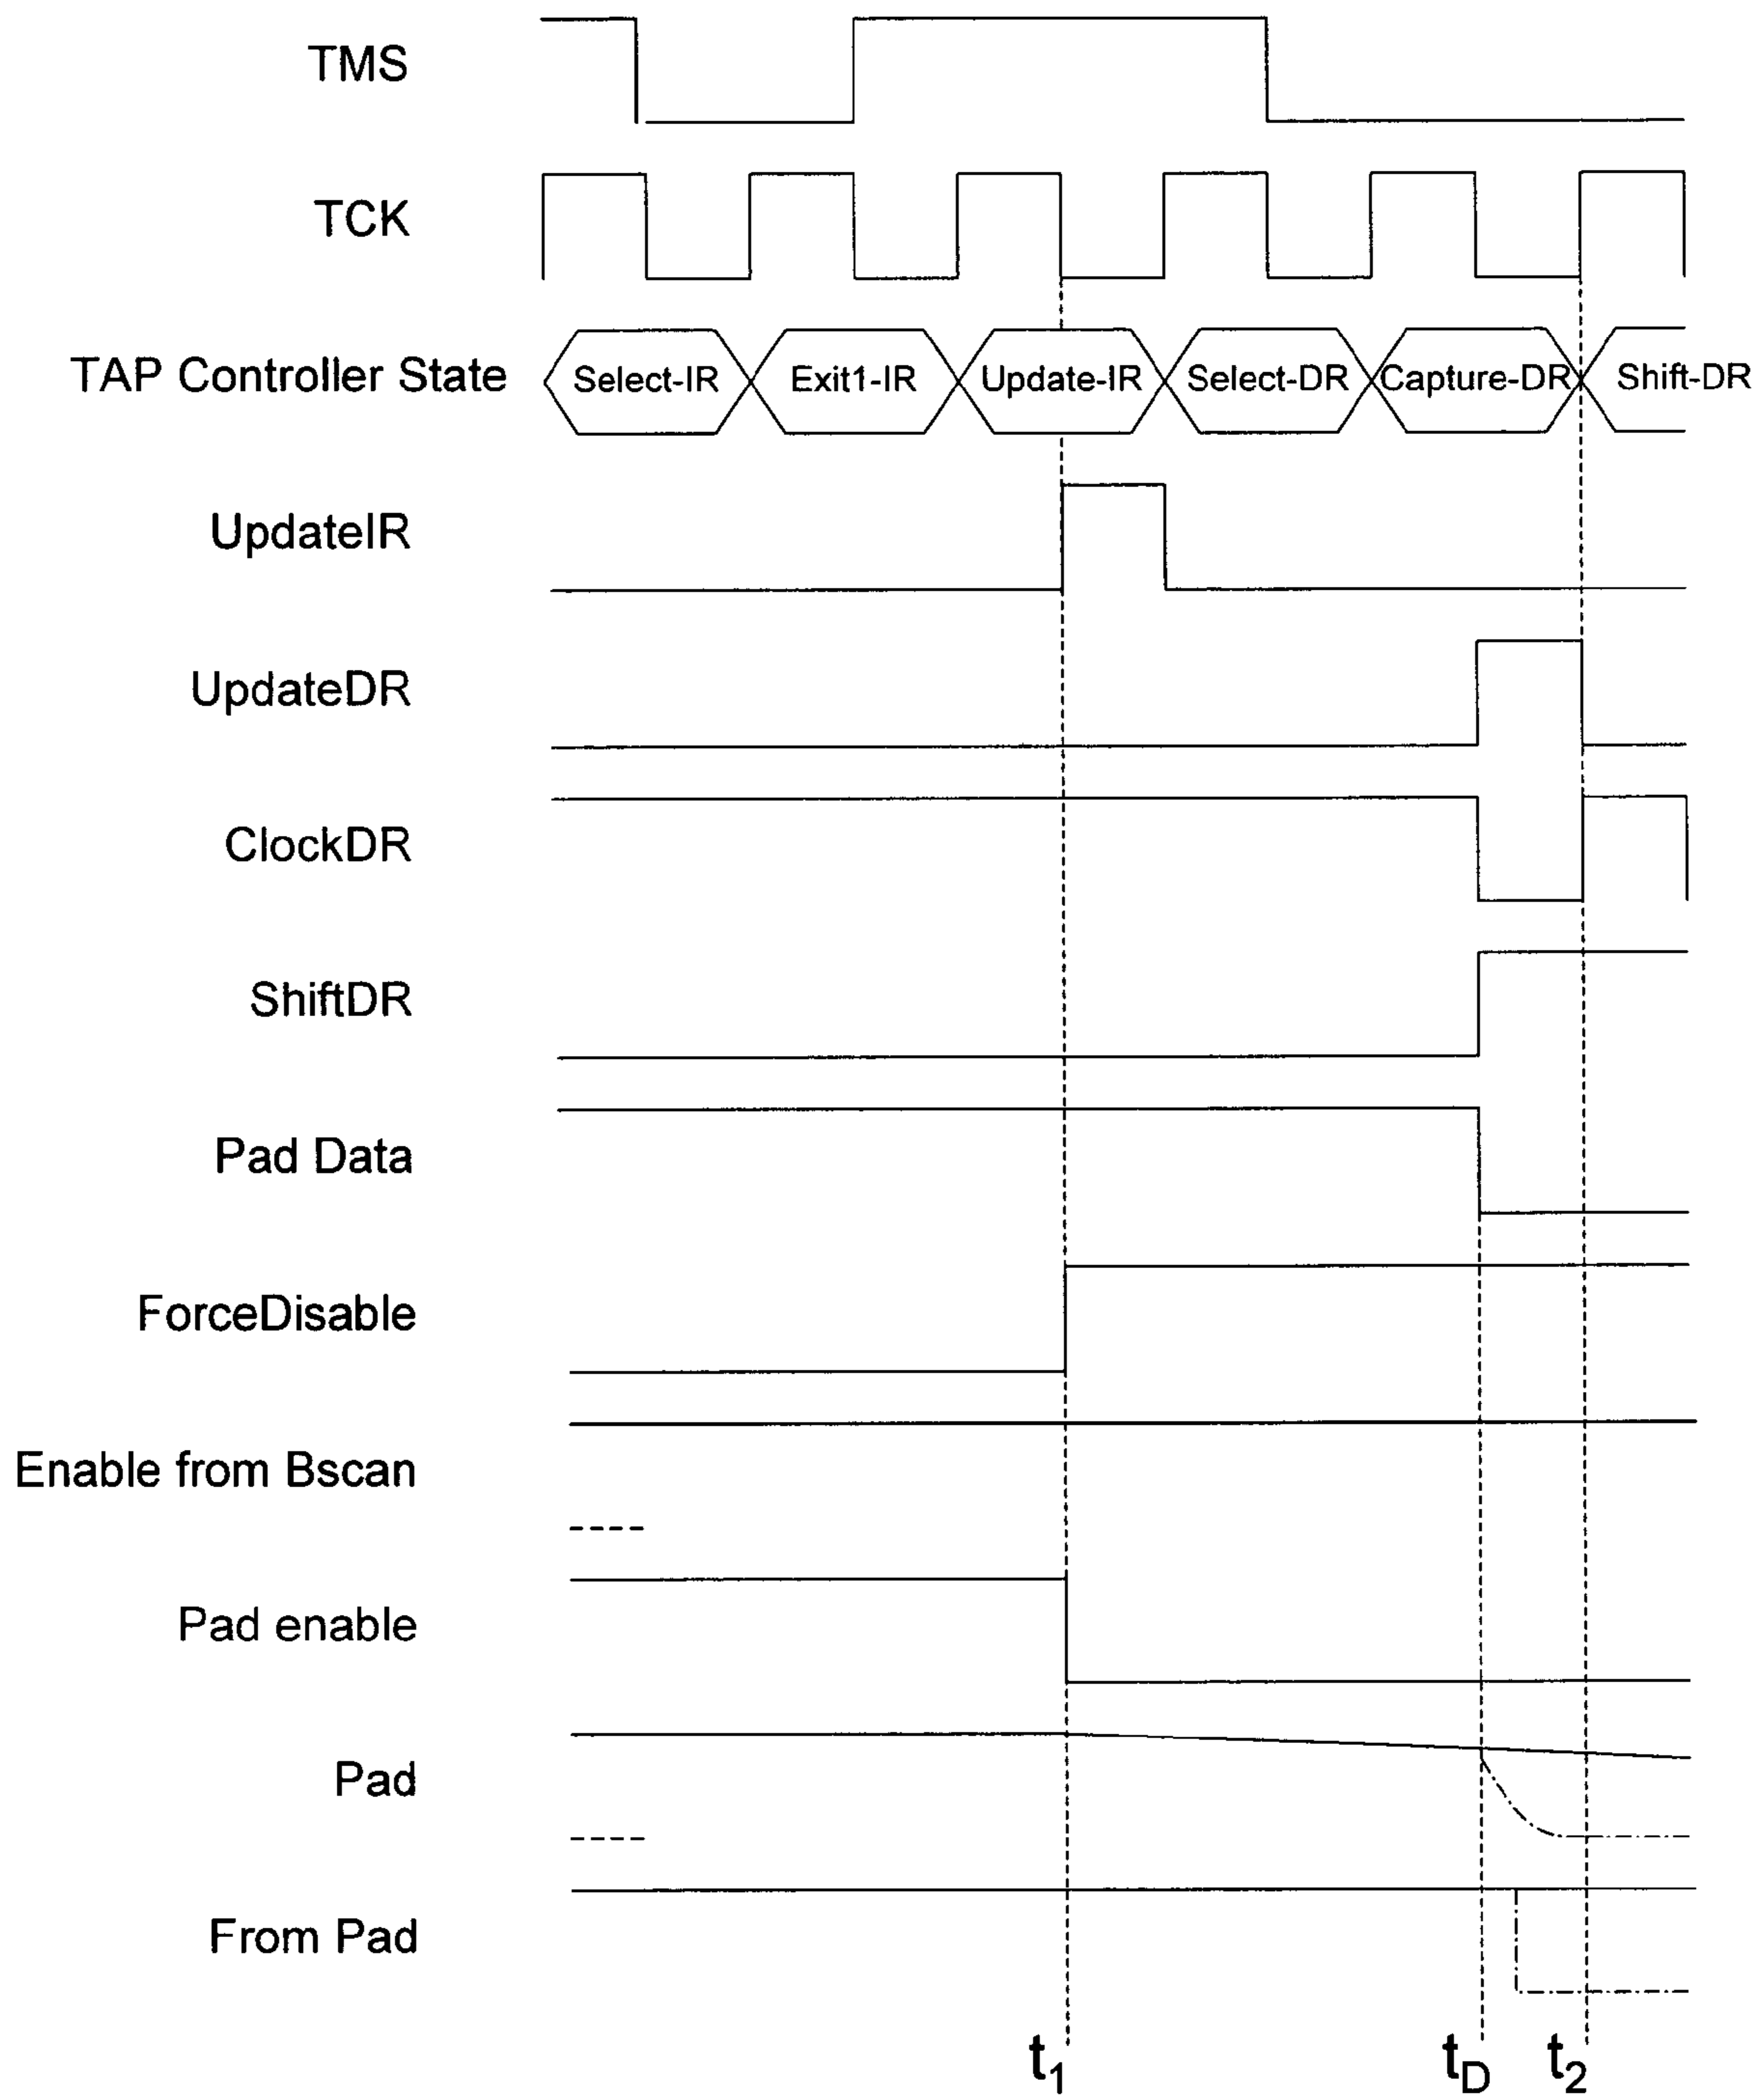 TMS
TCK
TAP Controller State
Select-IR
Exit1-IR
Update-IR
Select-DR
Capture-DR
Shift-DR
UpdateIR
UpdateDR
ClockDR
ShiftDR
Pad Data
ForceDisable
Enable from Bscan
Pad enable
Pad
From Pad
t1
tD
t2